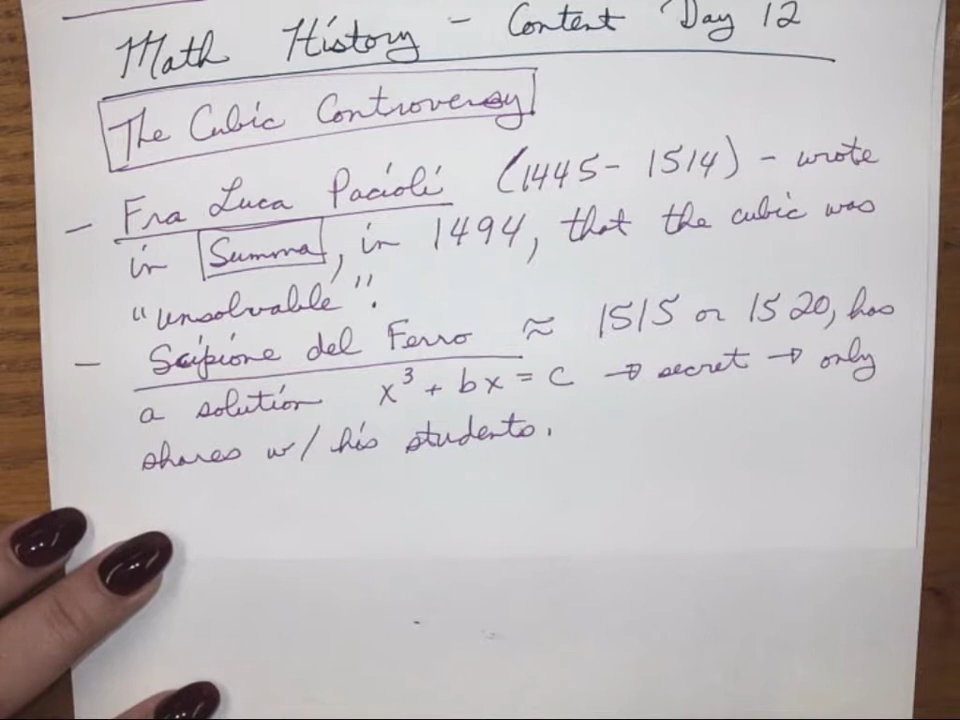 Math History - Content Day 12
The Cubic Controversy
- Fra Luca Pacioli (1445-1514) - wrote
in Summa, in 1494, that the cubic was
"unsolvable".
- Scipione del Ferro ≈ 1515 or 1520, has
a solution x³ + bx = c → secret → only
shares w/ his students.